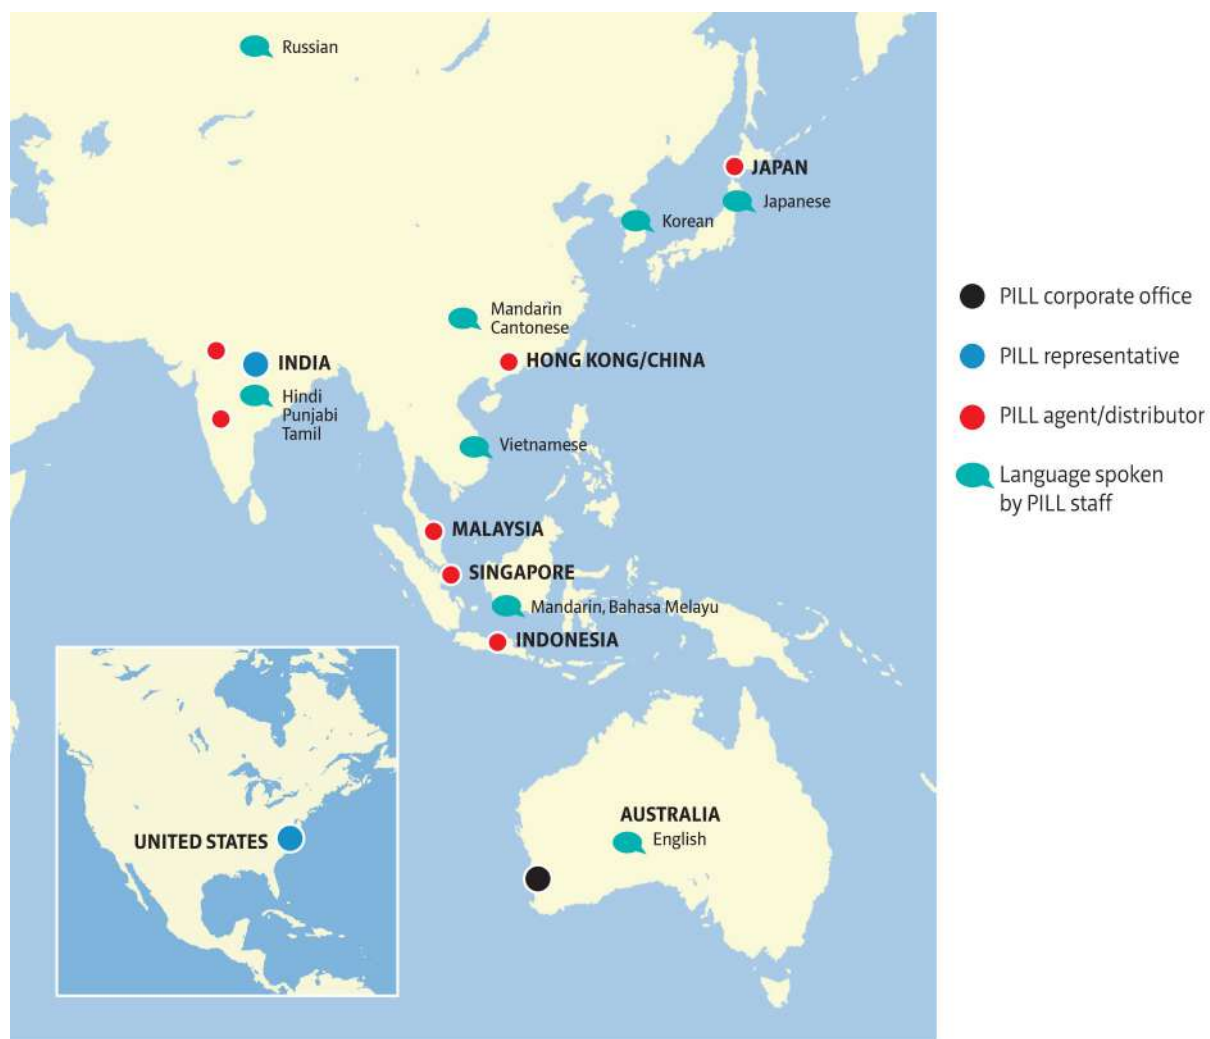 Russian
JAPAN
Japanese
Korean
Mandarin
Cantonese
HONG KONG/CHINA
INDIA
Hindi
Punjabi
Tamil
Vietnamese
MALAYSIA
SINGAPORE
Mandarin, Bahasa Melayu
INDONESIA
UNITED STATES
AUSTRALIA
English
PILL corporate office
PILL representative
PILL agent/distributor
Language spoken
by PILL staff